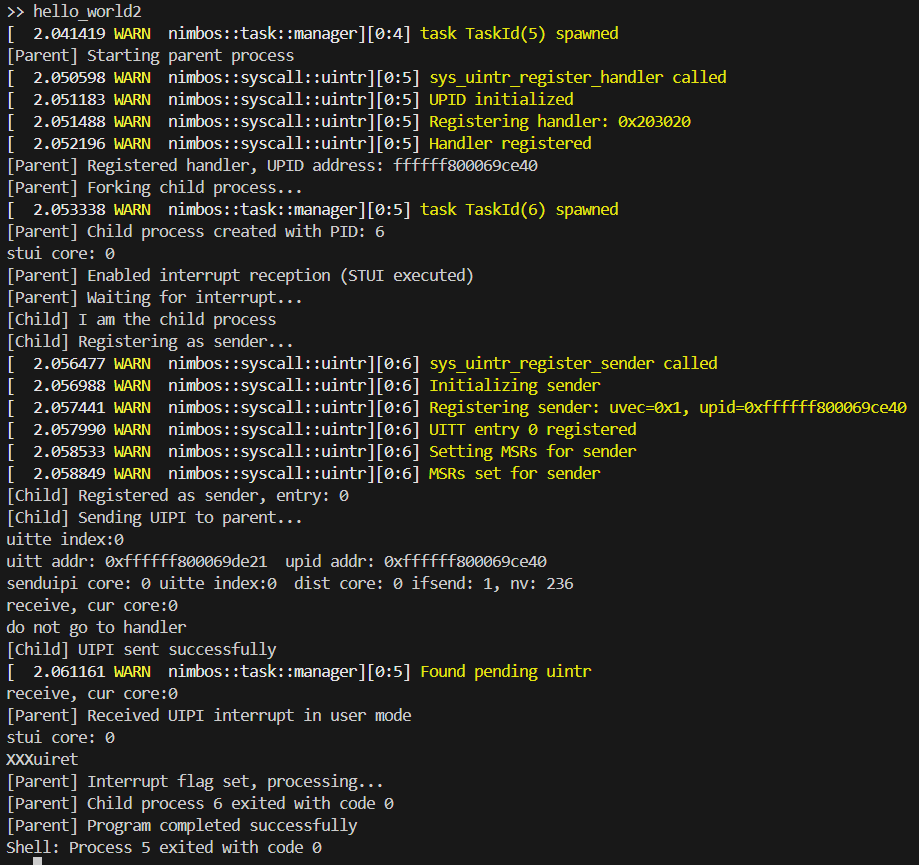 >> hello_world2
[  2.041419 WARN  nimbos::task::manager][0:4] task TaskId(5) spawned
[Parent] Starting parent process
[  2.050598 WARN  nimbos::syscall::uintr][0:5] sys_uintr_register_handler called
[  2.051183 WARN  nimbos::syscall::uintr][0:5] UPID initialized
[  2.051488 WARN  nimbos::syscall::uintr][0:5] Registering handler: 0x203020
[  2.052196 WARN  nimbos::syscall::uintr][0:5] Handler registered
[Parent] Registered handler, UPID address: ffffff800069ce40
[Parent] Forking child process...
[  2.053338 WARN  nimbos::task::manager][0:5] task TaskId(6) spawned
[Parent] Child process created with PID: 6
stui core: 0
[Parent] Enabled interrupt reception (STUI executed)
[Parent] Waiting for interrupt...
[Child] I am the child process
[Child] Registering as sender...
[  2.056477 WARN  nimbos::syscall::uintr][0:6] sys_uintr_register_sender called
[  2.056988 WARN  nimbos::syscall::uintr][0:6] Initializing sender
[  2.057441 WARN  nimbos::syscall::uintr][0:6] Registering sender: uvec=0x1, upid=0xffffff800069ce40
[  2.057990 WARN  nimbos::syscall::uintr][0:6] UITT entry 0 registered
[  2.058533 WARN  nimbos::syscall::uintr][0:6] Setting MSRs for sender
[  2.058849 WARN  nimbos::syscall::uintr][0:6] MSRs set for sender
[Child] Registered as sender, entry: 0
[Child] Sending UIPI to parent...
uitte index:0
uitt addr: 0xffffff800069de21  upid addr: 0xffffff800069ce40
senduipi core: 0 uitte index:0  dist core: 0 ifsend: 1, nv: 236
receive, cur core:0
do not go to handler
[Child] UIPI sent successfully
[  2.061161 WARN  nimbos::task::manager][0:5] Found pending uintr
receive, cur core:0
[Parent] Received UIPI interrupt in user mode
stui core: 0
XXXuiret
[Parent] Interrupt flag set, processing...
[Parent] Child process 6 exited with code 0
[Parent] Program completed successfully
Shell: Process 5 exited with code 0